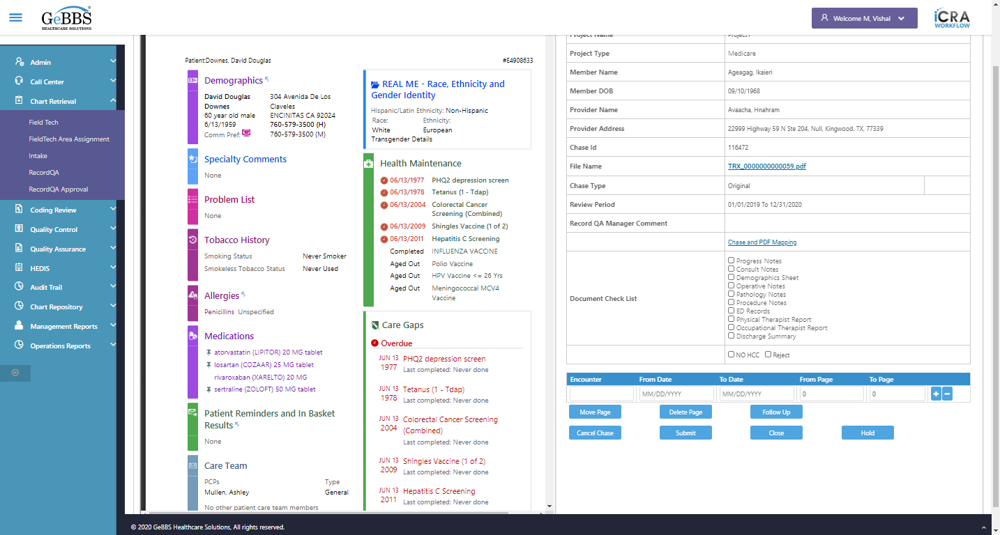 GeBBS
HEALTHCARE SOLUTIONS
Welcome M, Vishal
iCRA
WORKFLOW
Admin
Call Center
Chart Retrieval
Field Tech
FieldTech Area Assignment
Intake
RecordQA
RecordQA Approval
Coding Review
Quality Control
Quality Assurance
HEDIS
Audit Trail
Chart Repository
Management Reports
Operations Reports
Patient:Downes, David Douglas #E4908633
Demographics
David Douglas Downes
60 year old male
6/13/1959
Comm Pref:
304 Avenida De Los
Claveles
ENCINITAS CA 92024
760-579-3500 (H)
760-579-3500 (M)
Specialty Comments
None
Problem List
None
Tobacco History
Smoking Status Never Smoker
Smokeless Tobacco Status Never Used
Allergies
Penicillins Unspecified
Medications
atorvastatin (LIPITOR) 20 MG tablet
losartan (COZAAR) 25 MG tablet
rivaroxaban (XARELTO) 20 MG
sertraline (ZOLOFT) 50 MG tablet
Patient Reminders and In Basket
Results
None
Care Team
PCPs Type
Mullen, Ashley General
No other patient care team members
REAL ME - Race, Ethnicity and
Gender Identity
Hispanic/Latin Ethnicity: Non-Hispanic
Race: Ethnicity:
White European
Transgender Details
Health Maintenance
06/13/1977 PHQ2 depression screen
06/13/1978 Tetanus (1 - Tdap)
06/13/2004 Colorectal Cancer
Screening (Combined)
06/13/2009 Shingles Vaccine (1 of 2)
06/13/2011 Hepatitis C Screening
Completed INFLUENZA VACCINE
Aged Out Polio Vaccine
Aged Out HPV Vaccine <= 26 Yrs
Aged Out Meningococcal MCV4
Vaccine
Care Gaps
Overdue
JUN 13 1977 PHQ2 depression screen
Last completed: Never done
JUN 13 1978 Tetanus (1 - Tdap)
Last completed: Never done
JUN 13 2004 Colorectal Cancer Screening
(Combined)
Last completed: Never done
JUN 13 2009 Shingles Vaccine (1 of 2)
Last completed: Never done
JUN 13 2011 Hepatitis C Screening
Last completed: Never done
Project Name
Project Type Medicare
Member Name Ageagag, Ikaieri
Member DOB 09/10/1968
Provider Name Avaacha, Hnahram
Provider Address 22999 Highway 59 N Ste 204, Null, Kingwood, TX, 77339
Chase Id 116472
File Name TRX_0000000000059.pdf
Chase Type Original
Review Period 01/01/2019 To 12/31/2020
Record QA Manager Comment
Chase and PDF Mapping
Document Check List
Progress Notes
Consult Notes
Demographics Sheet
Operative Notes
Pathology Notes
Procedure Notes
ED Records
Physical Therapist Report
Occupational Therapist Report
Discharge Summary
NO HCC Reject
Encounter From Date To Date From Page To Page
MM/DD/YYYY MM/DD/YYYY 0 0
Move Page Delete Page Follow Up
Cancel Chase Submit Close Hold
© 2020 GeBBS Healthcare Solutions, All rights reserved.